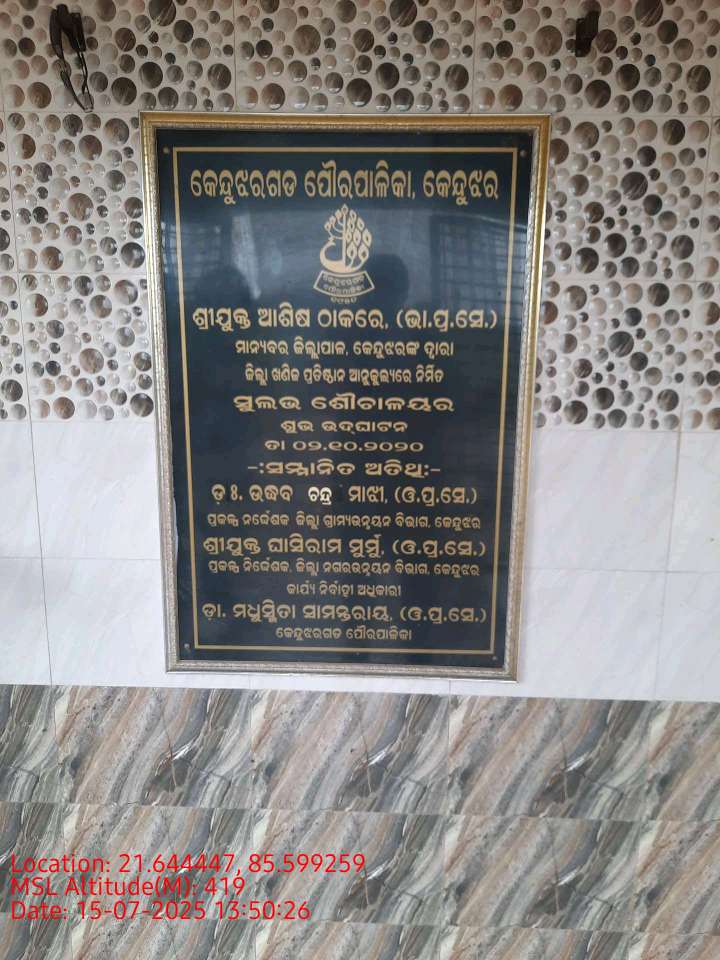 କେନ୍ଦୁଝରଗଡ ପୌରପାଳିକା, କେନ୍ଦୁଝର
କେନ୍ଦୁଝରଗଡ
ପୌରପାଳିକା
ଶ୍ରୀଯୁକ୍ତ ଆଶିଷ ଠାକରେ, (ଭା.ପ୍ର.ସେ.)
ମାନ୍ୟବର ଜିଲ୍ଲାପାଳ, କେନ୍ଦୁଝରଙ୍କ ଦ୍ୱାରା
ଜିଲ୍ଲା ଖଣିଜ ପ୍ରତିଷ୍ଠାନ ଆନୁକୁଲ୍ୟରେ ନିର୍ମିତ
ସୁଲଭ ଶୌଚାଳୟର
ଶୁଭ ଉଦ୍‌ଘାଟନ
ତା ୦୨.୧୦.୨୦୨୦
-:ସମ୍ମାନିତ ଅତିଥି:-
ଡ଼ଃ. ଉଦ୍ଧବ ଚନ୍ଦ୍ର ମାଝୀ, (ଓ.ପ୍ର.ସେ.)
ପ୍ରକଳ୍ପ ନିର୍ଦ୍ଦେଶକ ଜିଲ୍ଲା ଗ୍ରାମ୍ୟଉନ୍ନୟନ ବିଭାଗ, କେନ୍ଦୁଝର
ଶ୍ରୀଯୁକ୍ତ ଘାସିରାମ ମୁର୍ମୁ, (ଓ.ପ୍ର.ସେ.)
ପ୍ରକଳ୍ପ ନିର୍ଦ୍ଦେଶକ, ଜିଲ୍ଲା ନଗରଉନ୍ନୟନ ବିଭାଗ, କେନ୍ଦୁଝର
କାର୍ଯ୍ୟ ନିର୍ବାହୀ ଅଧିକାରୀ
ଡ଼ା. ମଧୁସ୍ମିତା ସାମନ୍ତରାୟ, (ଓ.ପ୍ର.ସେ.)
କେନ୍ଦୁଝରଗଡ ପୌରପାଳିକା
Location: 21.644447, 85.599259
MSL Altitude(M): 419
Date: 15-07-2025 13:50:26